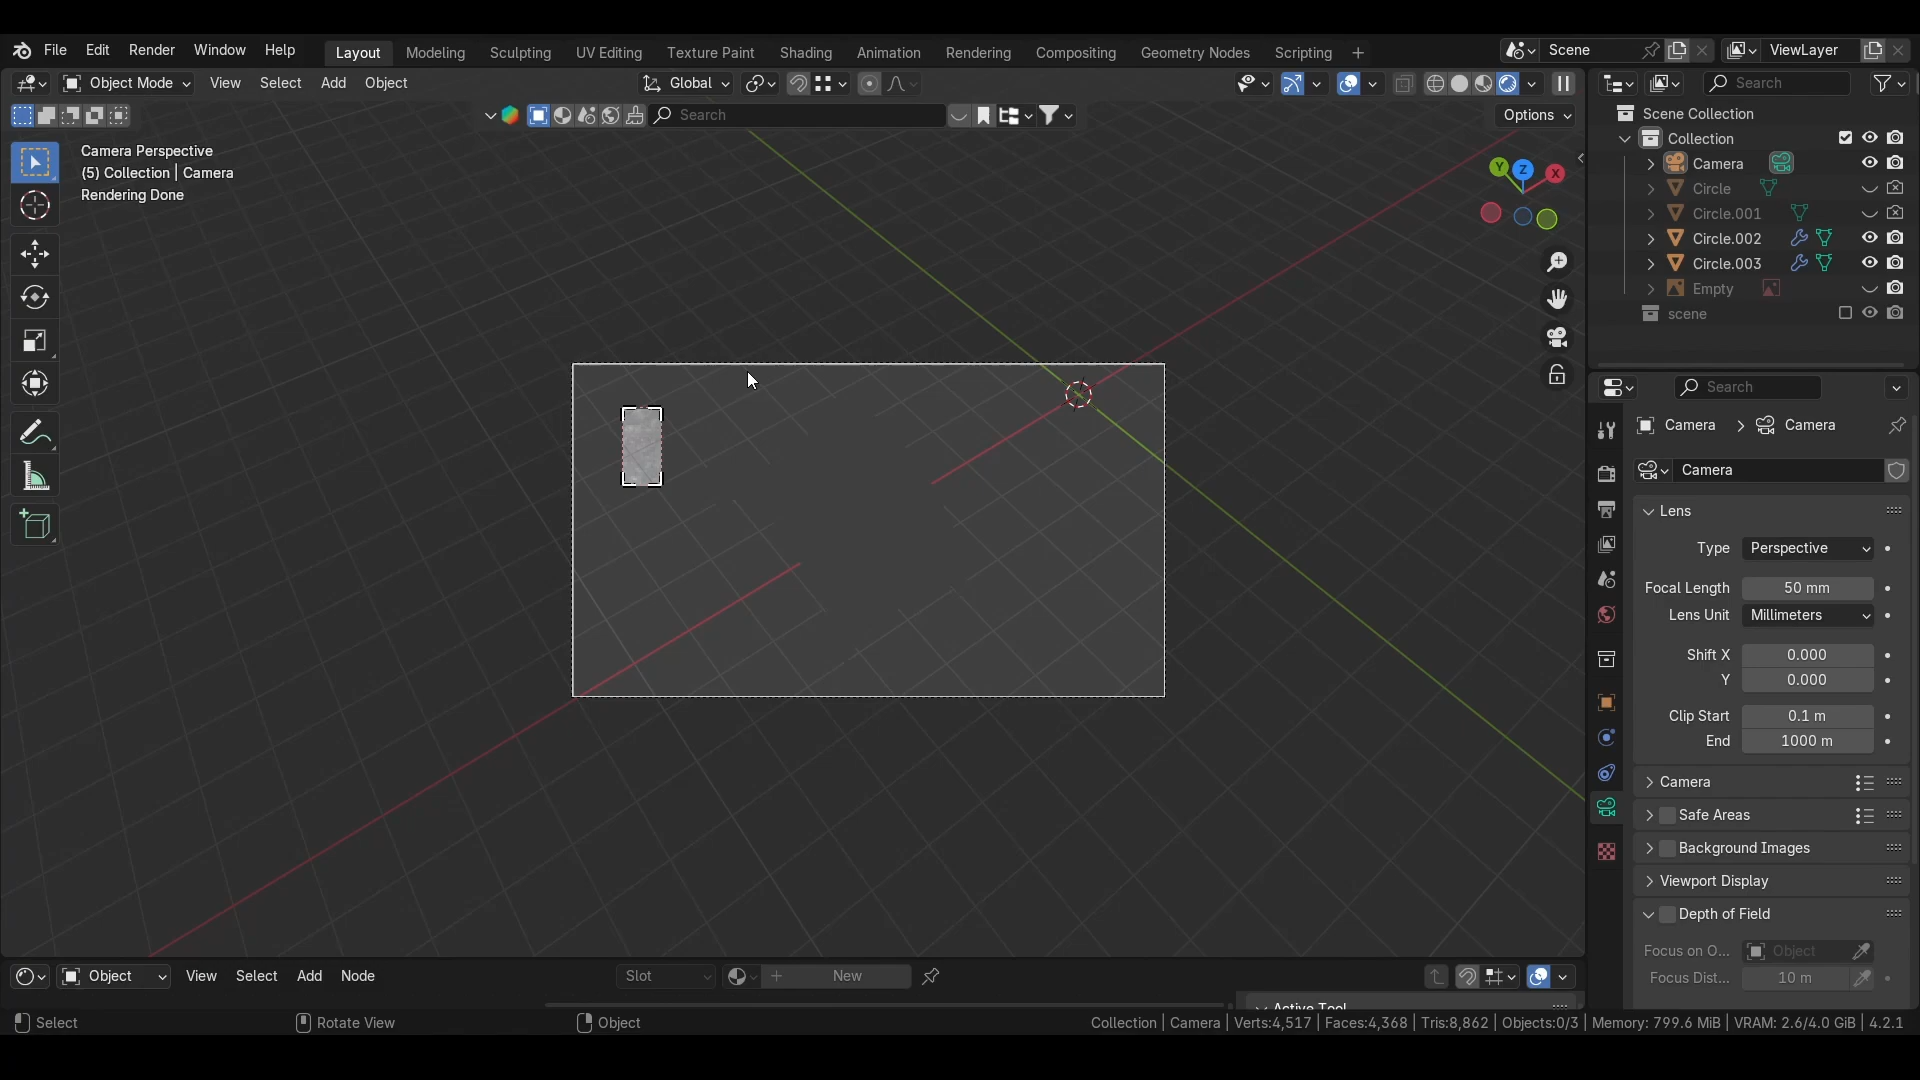 File Edit Render Window Help Layout Modeling Sculpting UV Editing Texture Paint Shading Animation Rendering Compositing Geometry Nodes Scripting + Scene ViewLayer
Object Mode View Select Add Object Global Search
Search Options
Camera Perspective
(5) Collection | Camera
Rendering Done
Y Z X
Scene Collection
Collection
Camera
Circle
Circle.001
Circle.002
Circle.003
Empty
scene
Search
Camera > Camera
Camera
Lens
Type Perspective
Focal Length 50 mm
Lens Unit Millimeters
Shift X 0.000
Y 0.000
Clip Start 0.1 m
End 1000 m
Camera
Safe Areas
Background Images
Viewport Display
Depth of Field
Focus on O... Object
Focus Dist... 10 m
Object View Select Add Node Slot New
Active Tool
Select Rotate View Object Collection | Camera | Verts:4,517 | Faces:4,368 | Tris:8,862 | Objects:0/3 | Memory: 799.6 MiB | VRAM: 2.6/4.0 GiB | 4.2.1